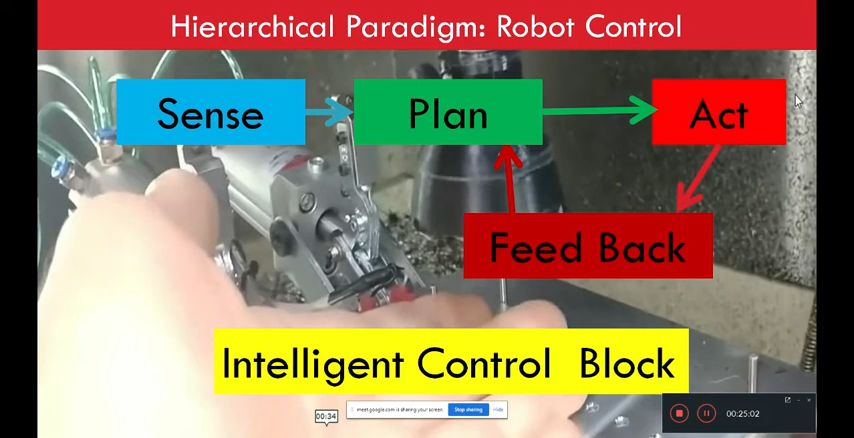 Hierarchical Paradigm: Robot Control
Sense
Plan
Act
Feed Back
Intelligent Control Block
00:34
meet.google.com is sharing your screen.
Stop sharing
Hide
00:25:02